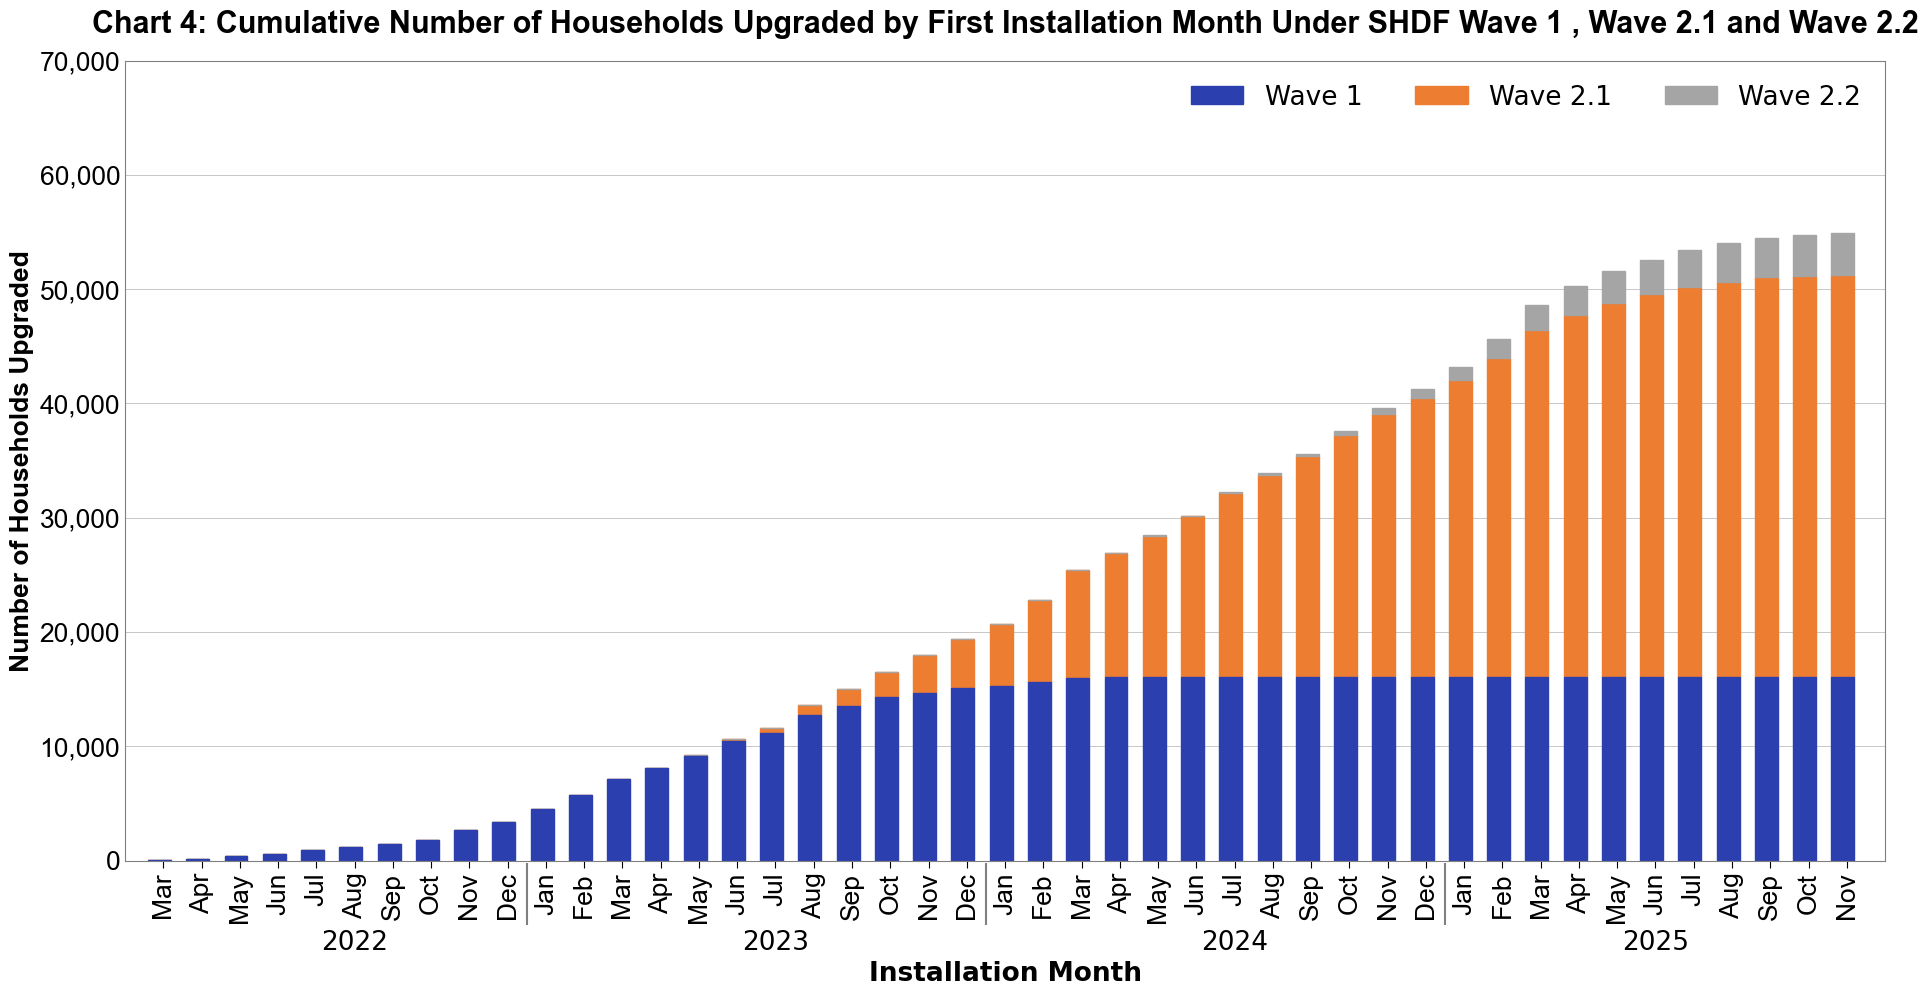 Chart 4: Cumulative Number of Households Upgraded by First Installation Month Under SHDF Wave 1 , Wave 2.1 and Wave 2.2
Wave 1 Wave 2.1 Wave 2.2
Number of Households Upgraded
70,000
60,000
50,000
40,000
30,000
20,000
10,000
0
Mar Apr May Jun Jul Aug Sep Oct Nov Dec Jan Feb Mar Apr May Jun Jul Aug Sep Oct Nov Dec Jan Feb Mar Apr May Jun Jul Aug Sep Oct Nov Dec Jan Feb Mar Apr May Jun Jul Aug Sep Oct Nov
2022 2023 2024 2025
Installation Month